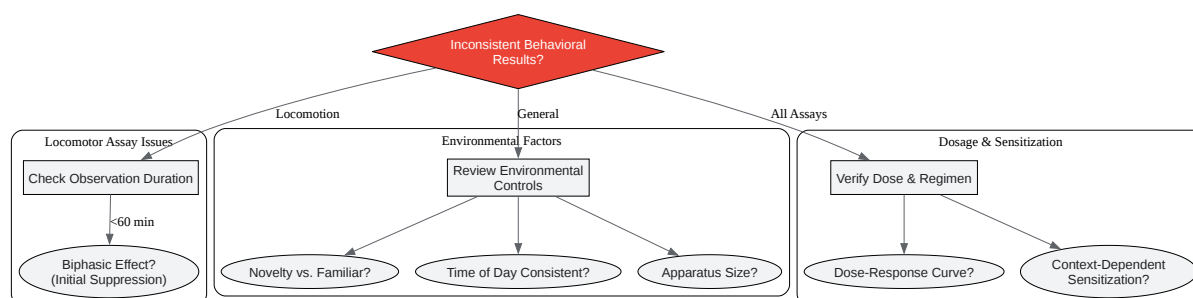 Inconsistent Behavioral
Results?
Locomotion
General
All Assays
Locomotor Assay Issues
Environmental Factors
Dosage & Sensitization
Check Observation Duration
Review Environmental
Controls
Verify Dose & Regimen
<60 min
Biphasic Effect?
(Initial Suppression)
Novelty vs. Familiar?
Time of Day Consistent?
Apparatus Size?
Dose-Response Curve?
Context-Dependent
Sensitization?